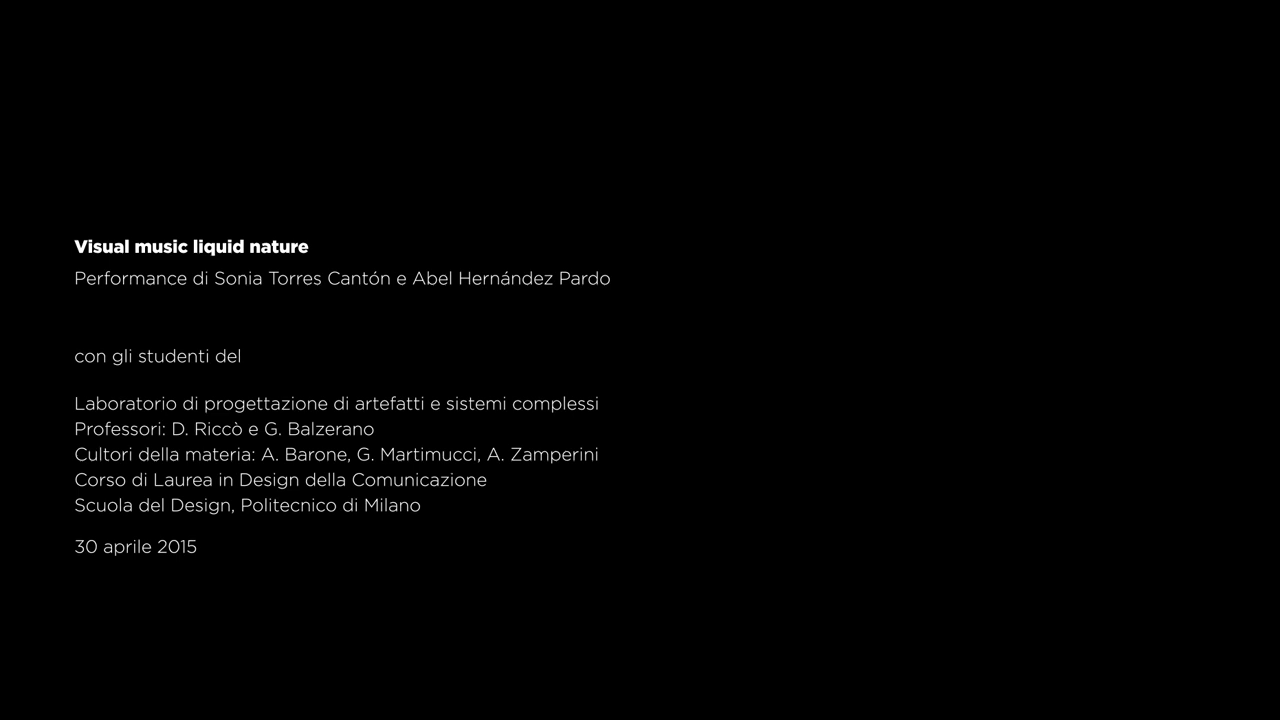 Visual music liquid nature
Performance di Sonia Torres Cantón e Abel Hernández Pardo
con gli studenti del
Laboratorio di progettazione di artefatti e sistemi complessi
Professori: D. Riccò e G. Balzerano
Cultori della materia: A. Barone, G. Martimucci, A. Zamperini
Corso di Laurea in Design della Comunicazione
Scuola del Design, Politecnico di Milano
30 aprile 2015